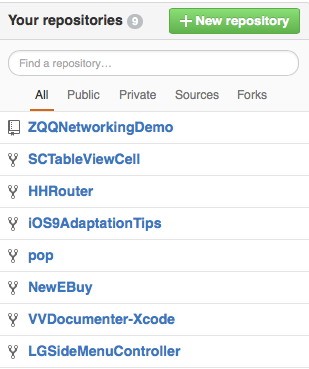 Your repositories 9 + New repository
Find a repository…
All Public Private Sources Forks
ZQQNetworkingDemo
SCTableViewCell
HHRouter
iOS9AdaptationTips
pop
NewEBuy
VVDocumenter-Xcode
LGSideMenuController